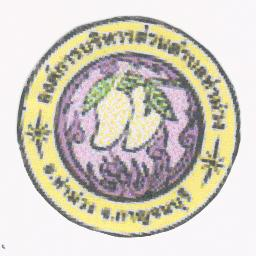 องค์การบริหารส่วนตำบลท่าม่วง
อ.ท่าม่วง จ.กาญจนบุรี